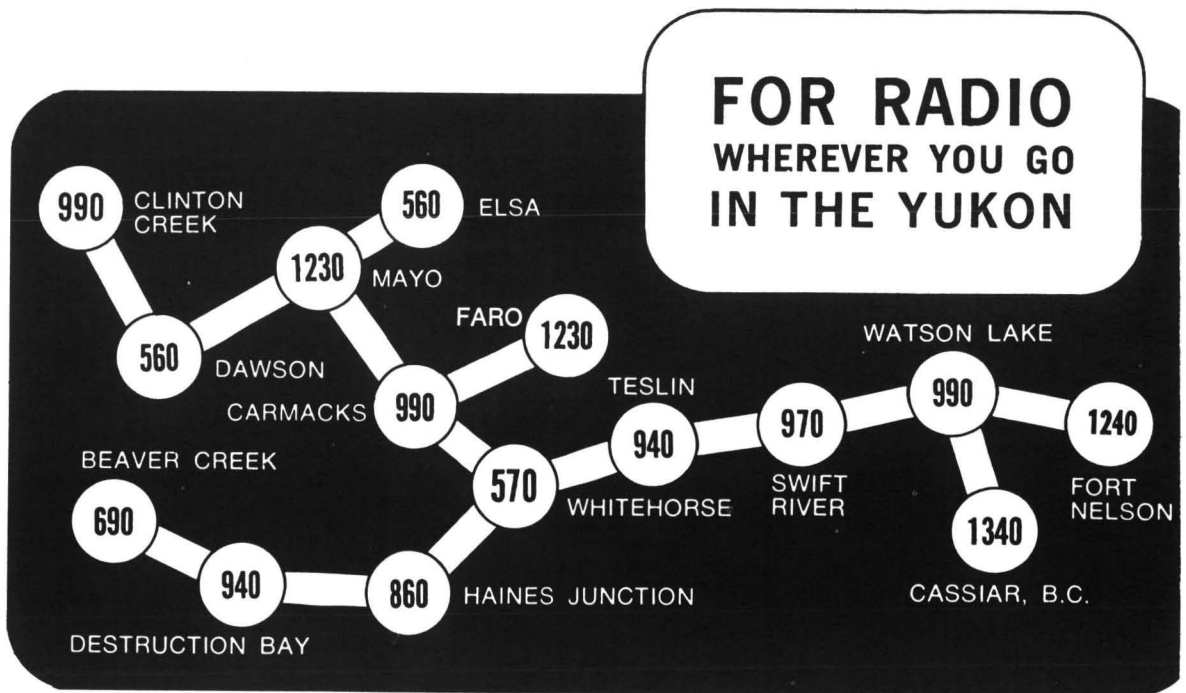 FOR RADIO
WHEREVER YOU GO
IN THE YUKON
990
CLINTON
CREEK
560
ELSA
1230
MAYO
FARO
1230
560
DAWSON
WATSON LAKE
990
TESLIN
CARMACKS
990
940
970
1240
BEAVER CREEK
570
WHITEHORSE
SWIFT
RIVER
FORT
NELSON
690
1340
940
860
HAINES JUNCTION
CASSIAR, B.C.
DESTRUCTION BAY